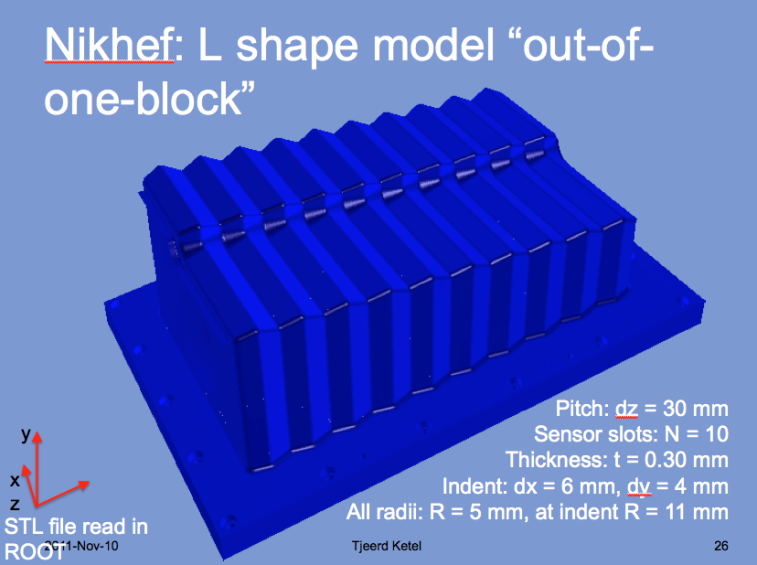 Nikhef: L shape model “out-of-
one-block”
Pitch: dz = 30 mm
Sensor slots: N = 10
Thickness: t = 0.30 mm
Indent: dx = 6 mm, dy = 4 mm
All radii: R = 5 mm, at indent R = 11 mm
y
x
z
STL file read in
ROOT
2011-Nov-10
Tjeerd Ketel
26